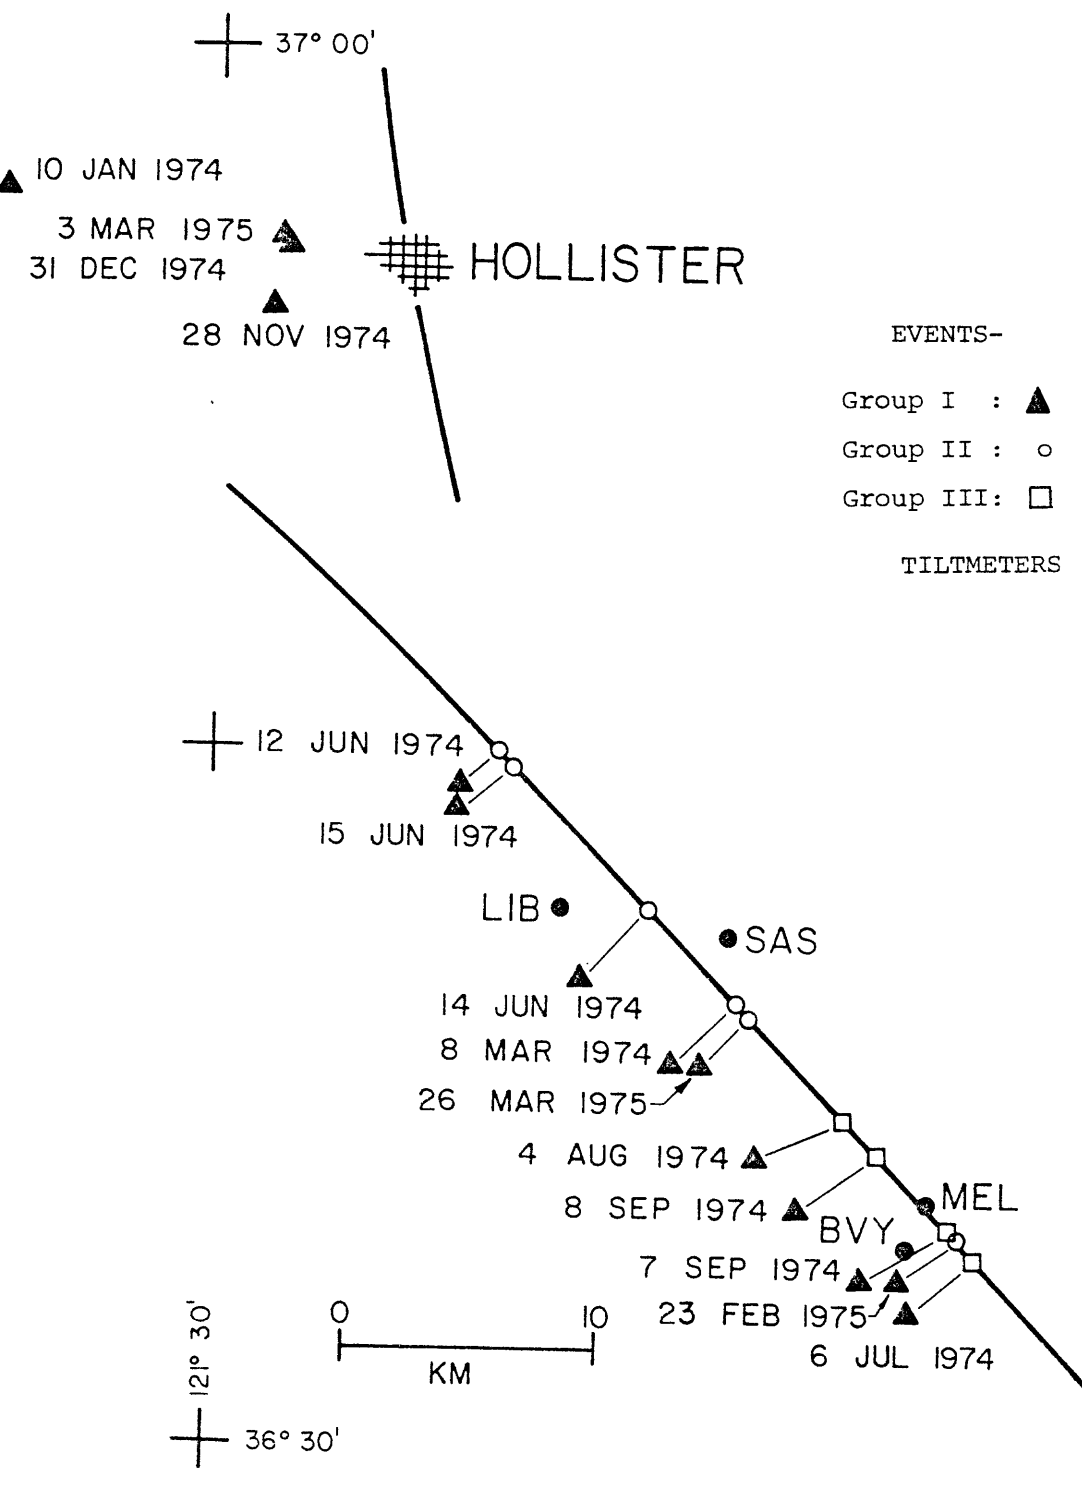 37° 00'
10 JAN 1974
3 MAR 1975
31 DEC 1974
HOLLISTER
28 NOV 1974
EVENTS-
Group I :
Group II :
Group III:
TILTMETERS
12 JUN 1974
15 JUN 1974
LIB
SAS
14 JUN 1974
8 MAR 1974
26 MAR 1975
4 AUG 1974
8 SEP 1974
MEL
BVY
7 SEP 1974
23 FEB 1975
6 JUL 1974
0 10
KM
121° 30'
36° 30'